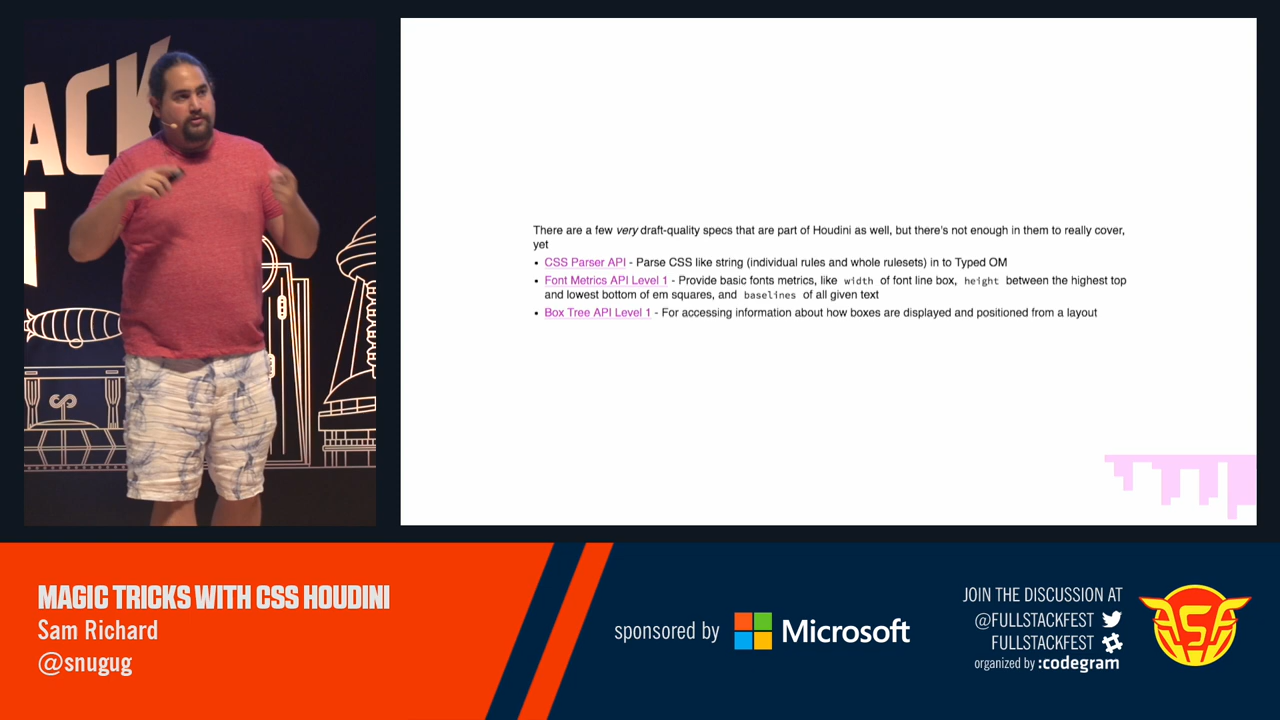 ACK
T
There are a few very draft-quality specs that are part of Houdini as well, but there's not enough in them to really cover,
yet
• CSS Parser API - Parse CSS like string (individual rules and whole rulesets) in to Typed OM
• Font Metrics API Level 1 - Provide basic fonts metrics, like width of font line box, height between the highest top
and lowest bottom of em squares, and baselines of all given text
• Box Tree API Level 1 - For accessing information about how boxes are displayed and positioned from a layout
MAGIC TRICKS WITH CSS HOUDINI
Sam Richard
@snugug
sponsored by Microsoft
JOIN THE DISCUSSION AT
@FULLSTACKFEST
FULLSTACKFEST
organized by :codegram
FSF